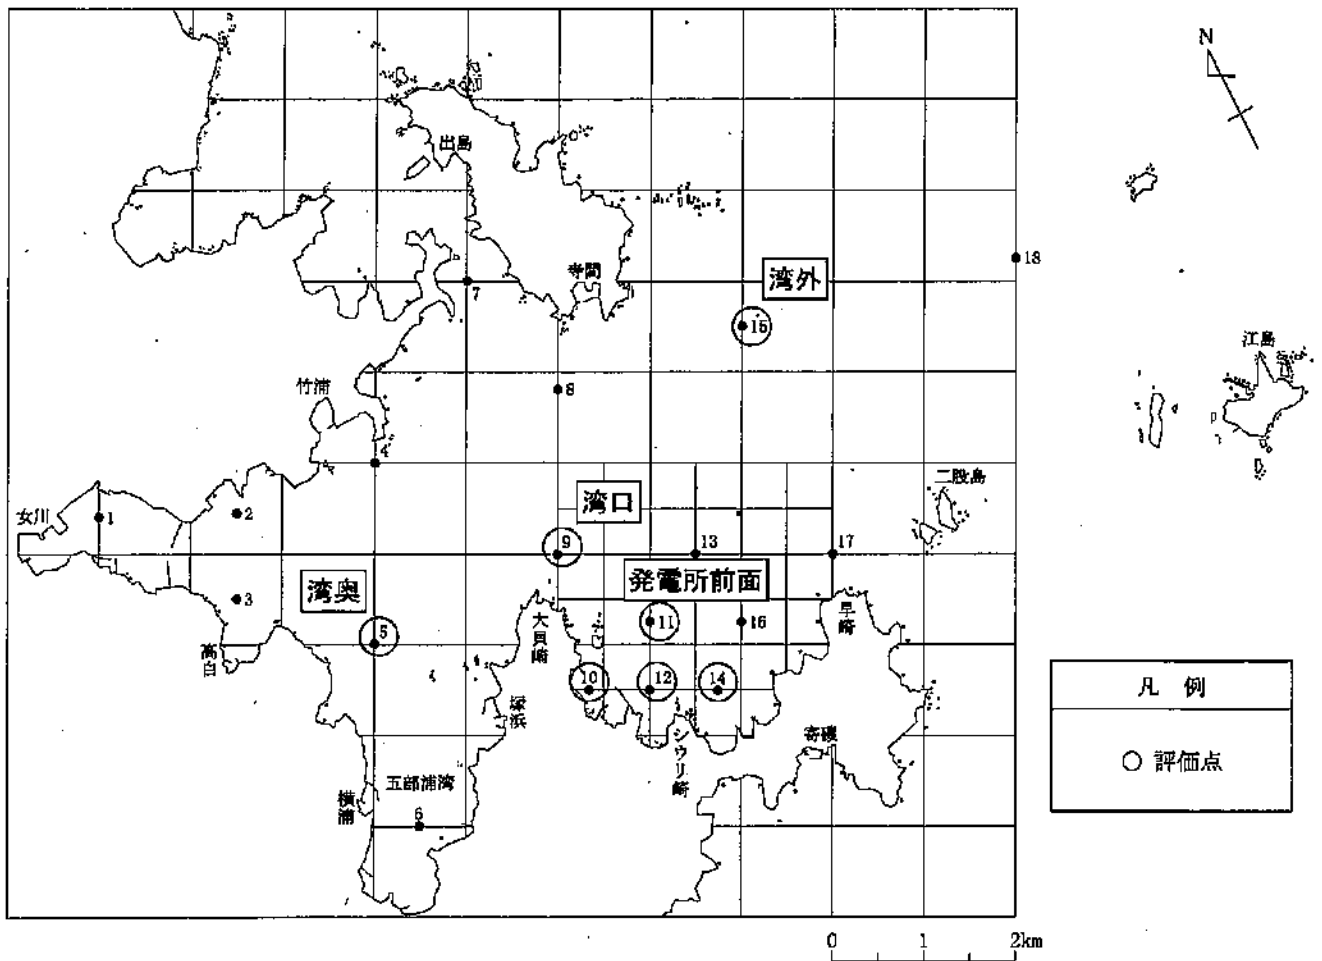 N
出島
18
寺間
湾外
7
15
江島
竹浦
8
4
二股島
湾口
女川
1
2
9
13
17
発電所前面
湾奥
3
大貝崎
11
16
早崎
5
高白
10
12
14
塚浜
シウリ崎
寄磯
五部浦湾
横浦
6
凡 例
○ 評価点
0 1 2km